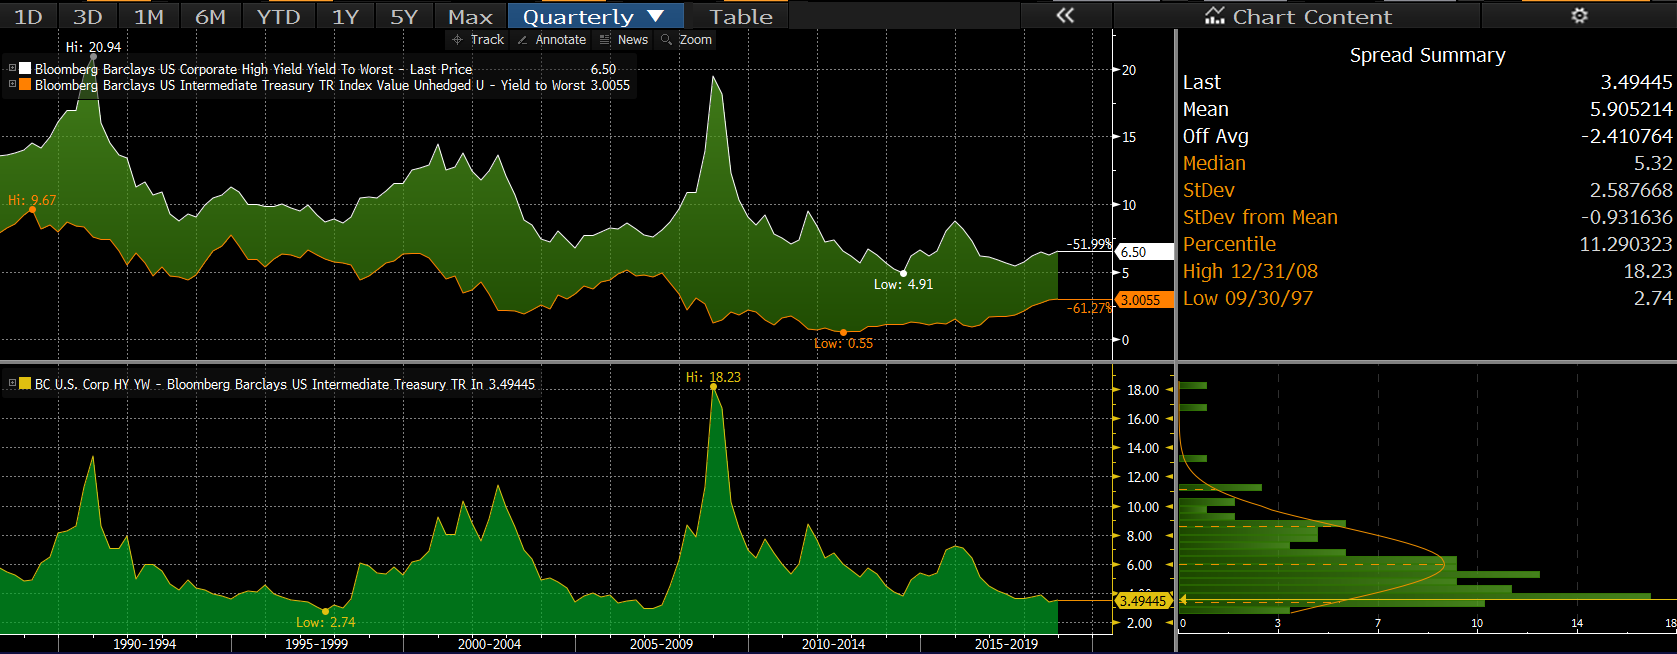 1D 3D 1M 6M YTD 1Y 5Y Max Quarterly ▼ Table « Chart Content
Track Annotate News Zoom
Hi: 20.94
Bloomberg Barclays US Corporate High Yield Yield To Worst - Last Price 6.50
Bloomberg Barclays US Intermediate Treasury TR Index Value Unhedged U - Yield to Worst 3.0055
Hi: 9.67
Low: 4.91
Low: 0.55
-51.99%
-61.27%
20
15
10
6.50
5
3.0055
0
Spread Summary
Last 3.49445
Mean 5.905214
Off Avg -2.410764
Median 5.32
StDev 2.587668
StDev from Mean -0.931636
Percentile 11.290323
High 12/31/08 18.23
Low 09/30/97 2.74
BC U.S. Corp HY YW - Bloomberg Barclays US Intermediate Treasury TR In 3.49445
Hi: 18.23
Low: 2.74
18.00
16.00
14.00
12.00
10.00
8.00
6.00
3.49445
2.00
1990-1994 1995-1999 2000-2004 2005-2009 2010-2014 2015-2019
0 3 7 10 14 18